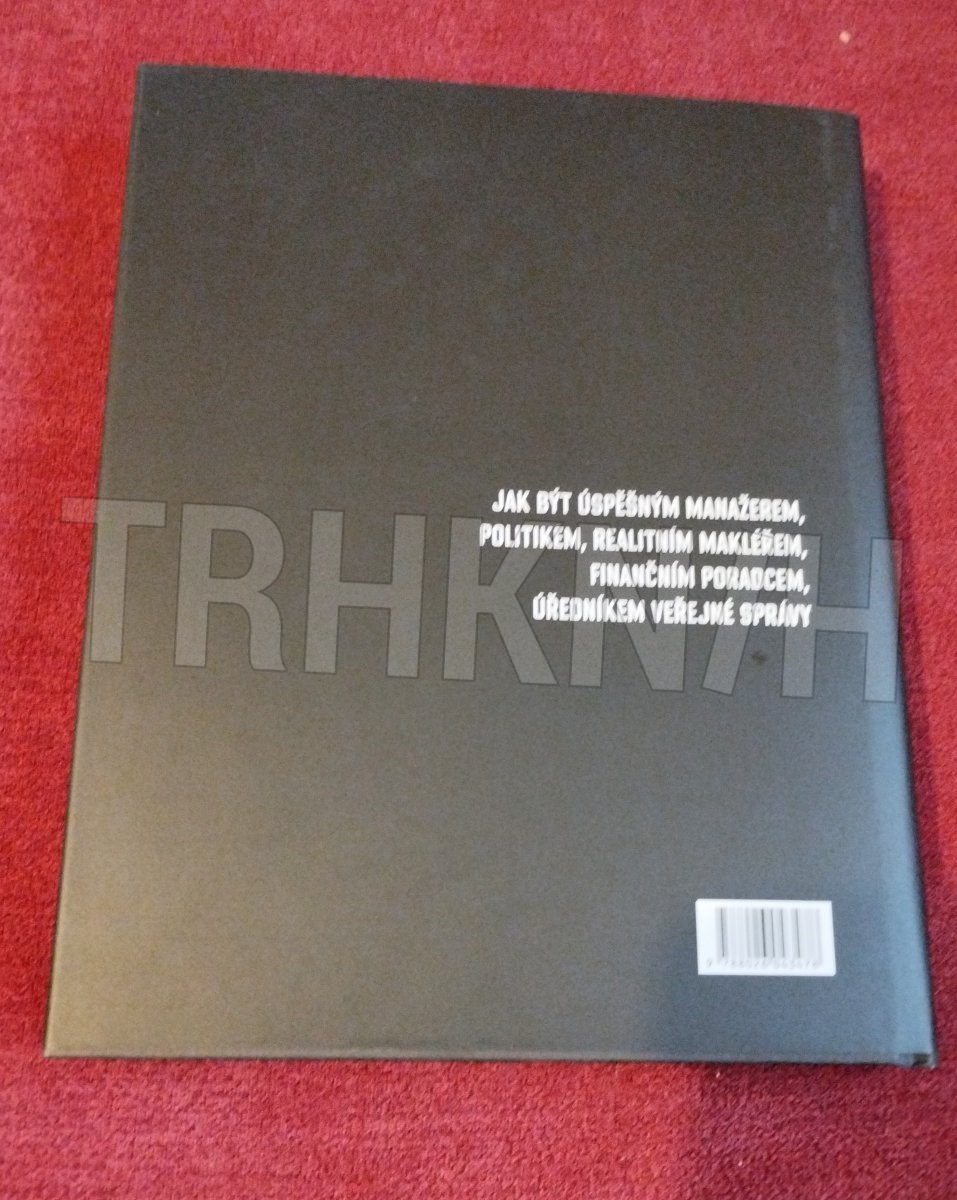 JAK BÝT ÚSPĚŠNÝM MANAŽEREM,
POLITIKEM, REALITNÍM MAKLÉŘEM,
FINANČNÍM PORADCEM,
ÚŘEDNÍKEM VEŘEJNÉ SPRÁVY
TRHKNIH